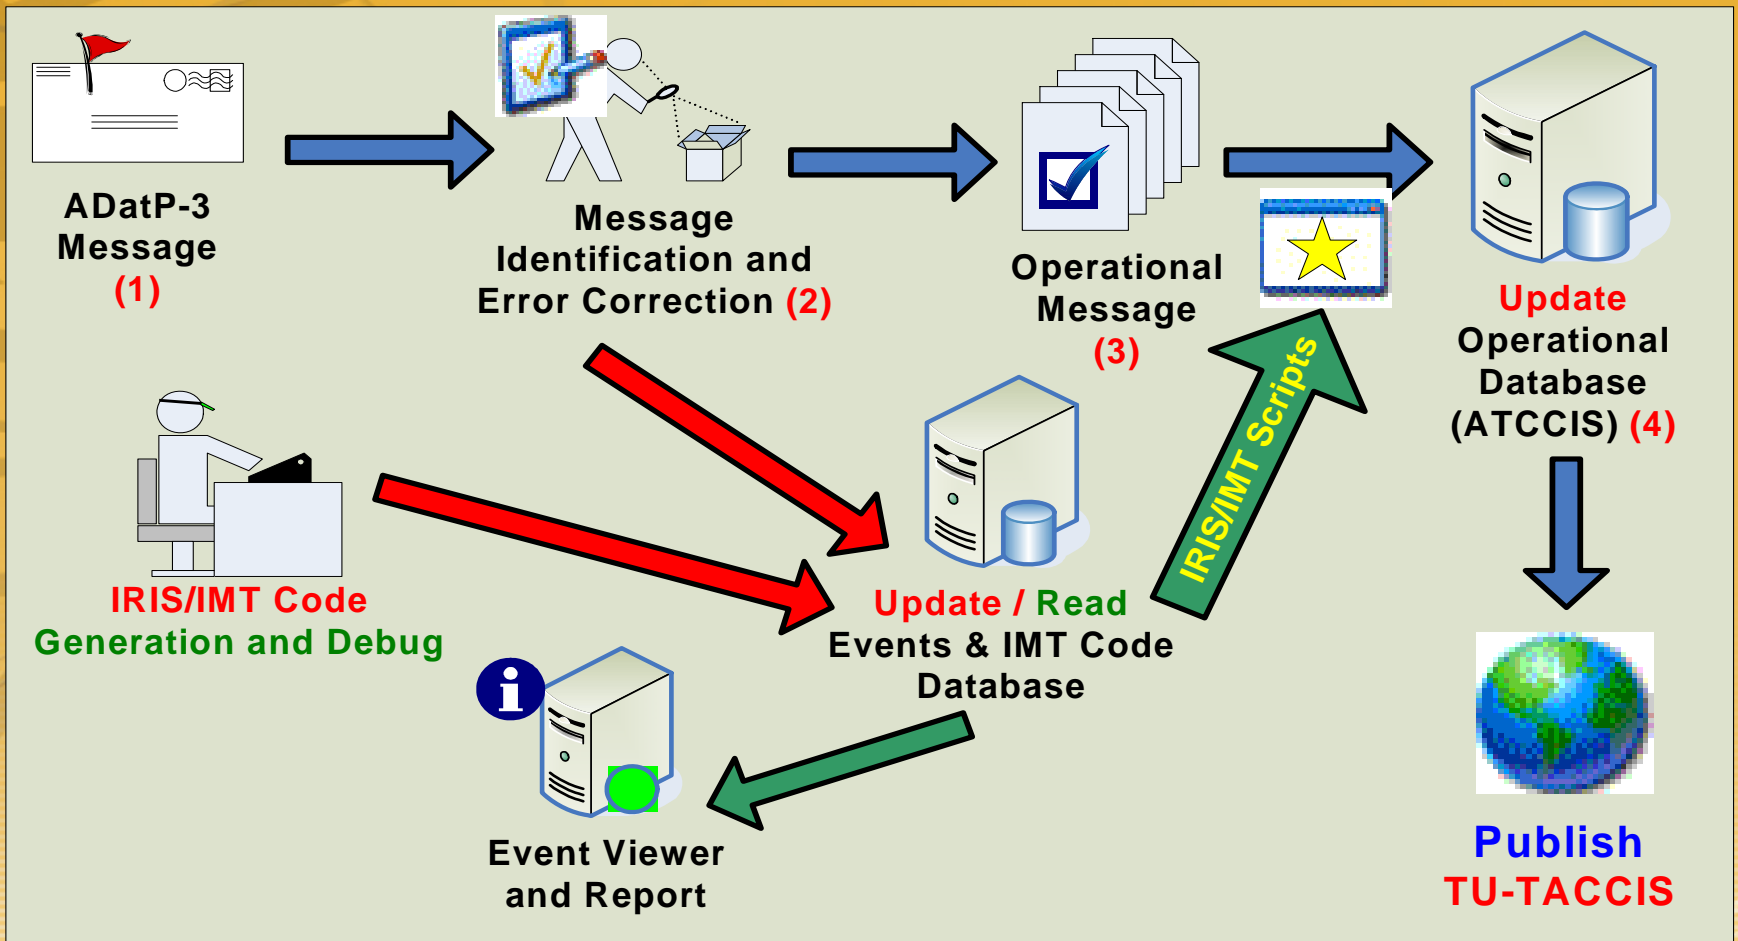 ADatP-3
Message
(1)
Message
Identification and
Error Correction (2)
Operational
Message
(3)
Update
Operational
Database
(ATCCIS) (4)
IRIS/IMT Scripts
IRIS/IMT Code
Generation and Debug
Update / Read
Events & IMT Code
Database
i
Event Viewer
and Report
Publish
TU-TACCIS